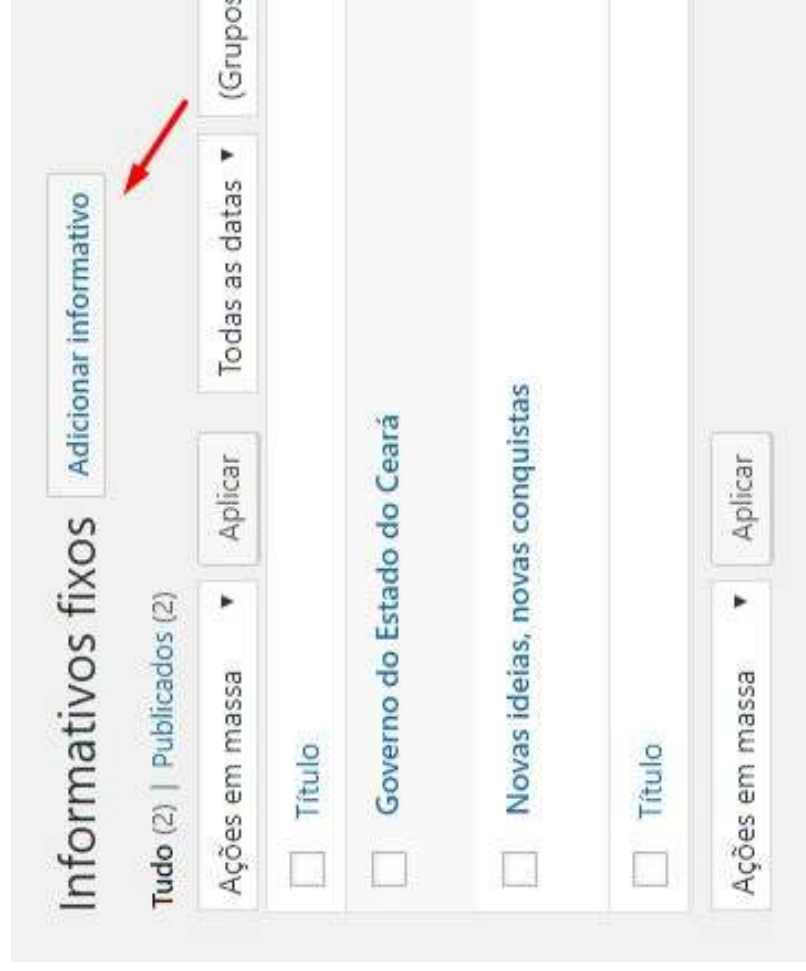 Informativos fixos Adicionar informativo
Tudo (2) | Publicados (2)
Ações em massa Aplicar Todas as datas (Grupos
Título
Governo do Estado do Ceará
Novas ideias, novas conquistas
Título
Ações em massa Aplicar